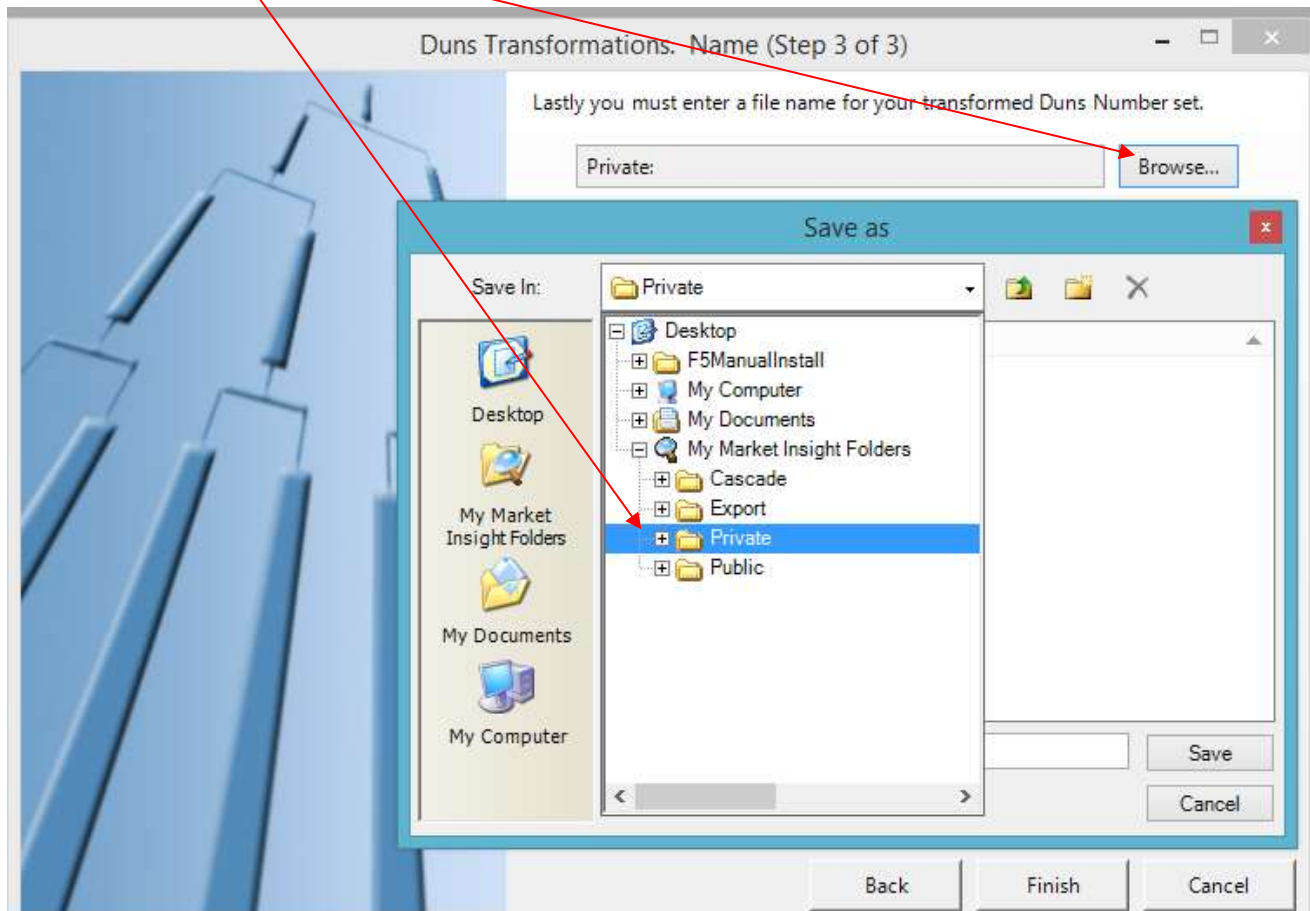 Duns Transformations.  Name (Step 3 of 3)
Lastly you must enter a file name for your transformed Duns Number set.
Private:
Browse...
Save as
Save In:
Private
Desktop
F5ManualInstall
My Computer
My Documents
My Market Insight Folders
Cascade
Export
Private
Public
Desktop
My Market
Insight Folders
My Documents
My Computer
Save
Cancel
Back
Finish
Cancel